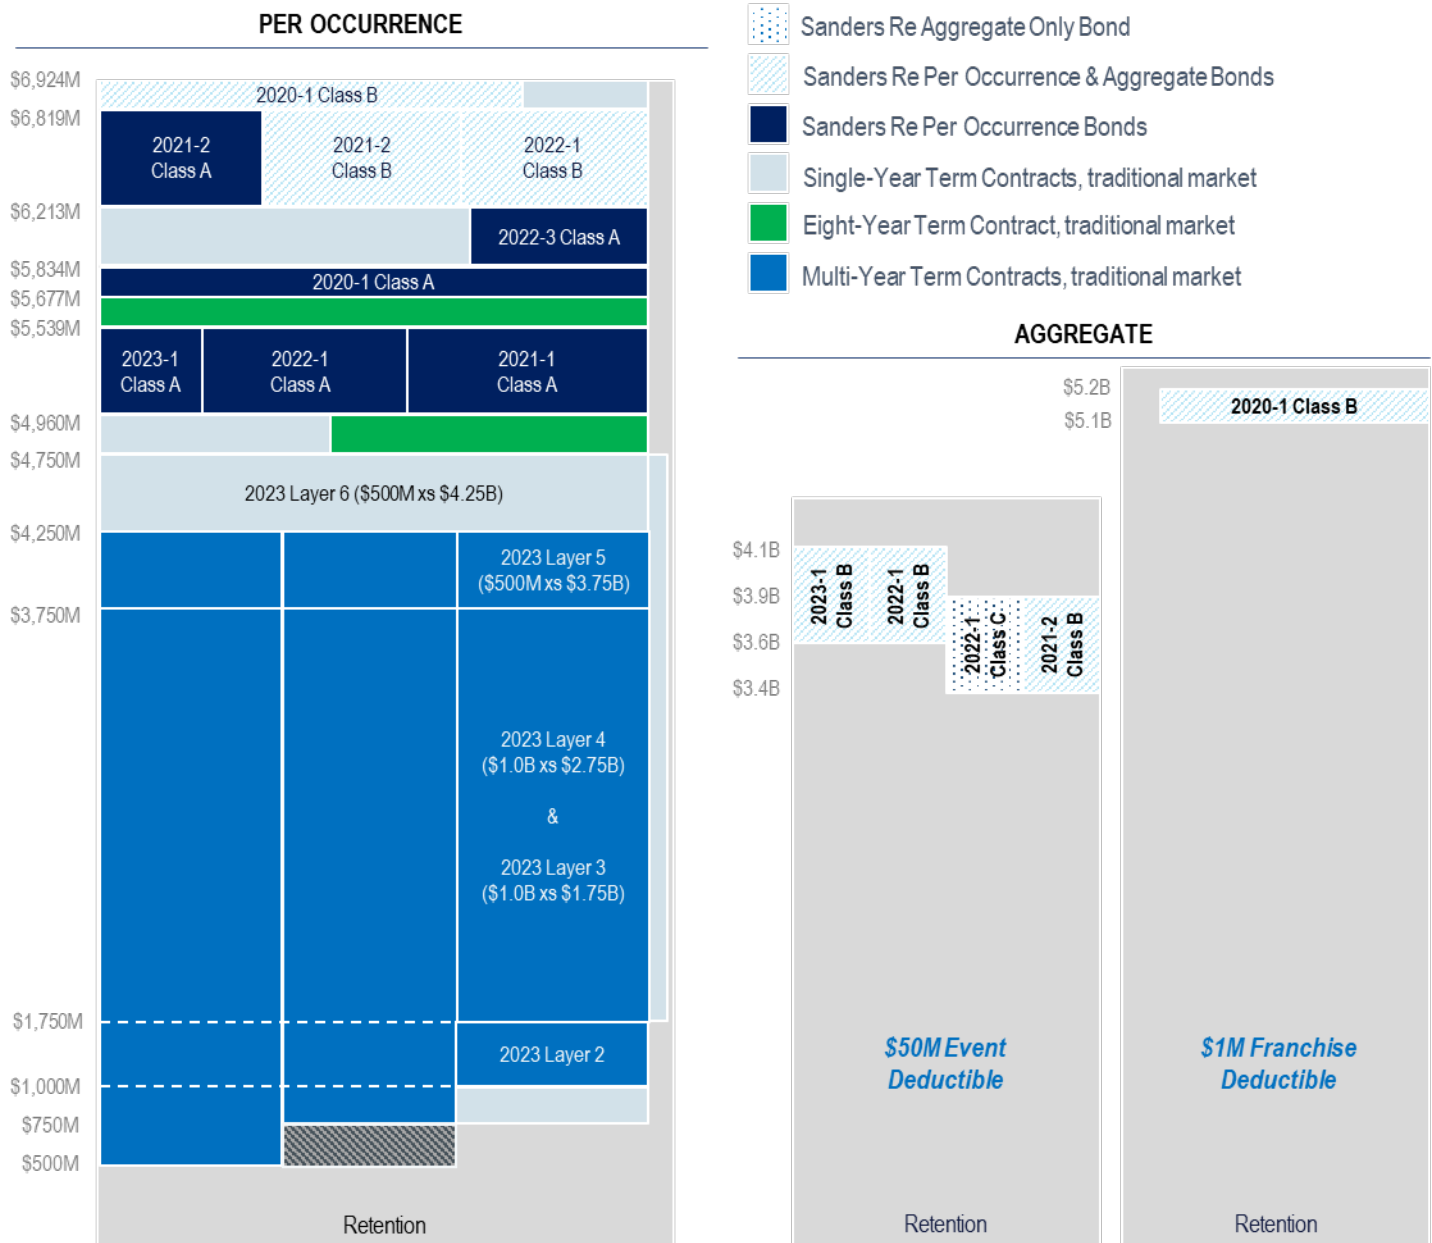 PER OCCURRENCE
$6,924M
$6,819M
$6,213M
$5,834M
$5,677M
$5,539M
$4,960M
$4,750M
$4,250M
$3,750M
$1,750M
$1,000M
$750M
$500M
2020-1 Class B
2021-2
Class A
2021-2
Class B
2022-1
Class B
2022-3 Class A
2020-1 Class A
2023-1
Class A
2022-1
Class A
2021-1
Class A
2023 Layer 6 ($500M xs $4.25B)
2023 Layer 5
($500M xs $3.75B)
2023 Layer 4
($1.0B xs $2.75B)
&
2023 Layer 3
($1.0B xs $1.75B)
2023 Layer 2
Retention
Sanders Re Aggregate Only Bond
Sanders Re Per Occurrence & Aggregate Bonds
Sanders Re Per Occurrence Bonds
Single-Year Term Contracts, traditional market
Eight-Year Term Contract, traditional market
Multi-Year Term Contracts, traditional market
AGGREGATE
$4.1B
$3.9B
$3.6B
$3.4B
2023-1
Class B
2022-1
Class B
2022-1
Class C
2021-2
Class B
$50M Event
Deductible
Retention
$5.2B
$5.1B
2020-1 Class B
$1M Franchise
Deductible
Retention